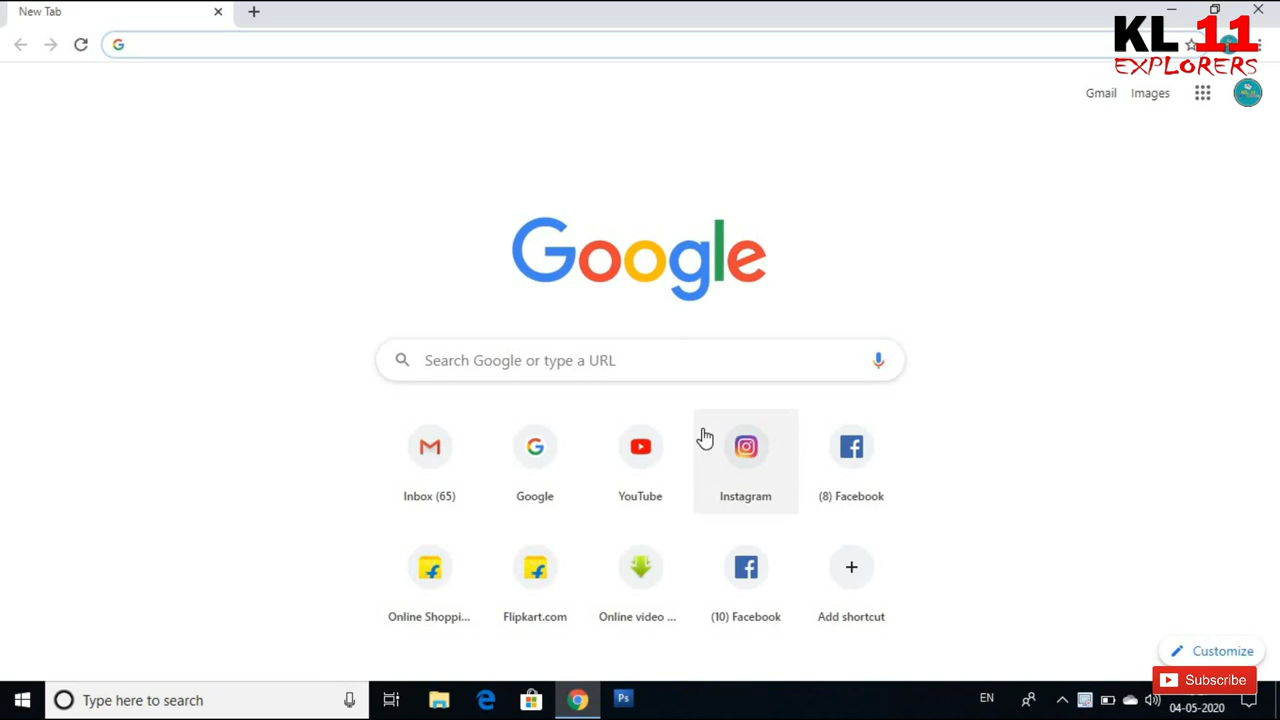 New Tab
KL 11
EXPLORERS
Gmail Images
Google
Search Google or type a URL
Inbox (65) Google YouTube Instagram (8) Facebook
Online Shoppi... Flipkart.com Online video ... (10) Facebook Add shortcut
Customize
Subscribe
Type here to search
Ps
EN
04-05-2020